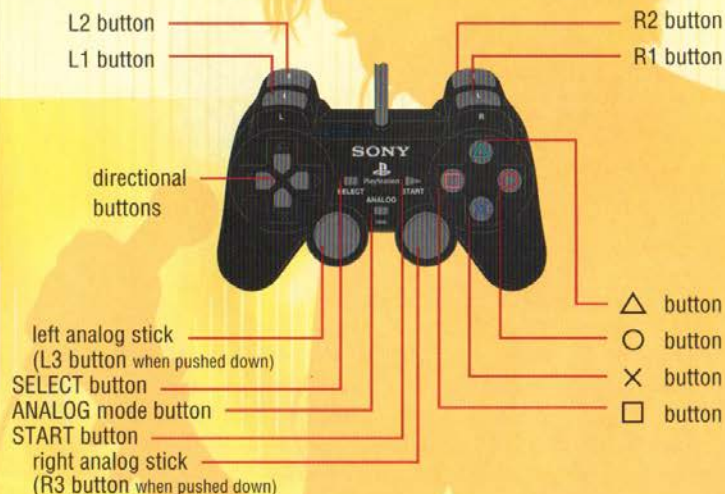 L2 button
R2 button
L1 button
R1 button
L
R
SONY
PlayStation
SELECT
START
ANALOG
directional
buttons
△ button
○ button
✕ button
□ button
left analog stick
(L3 button when pushed down)
SELECT button
ANALOG mode button
START button
right analog stick
(R3 button when pushed down)